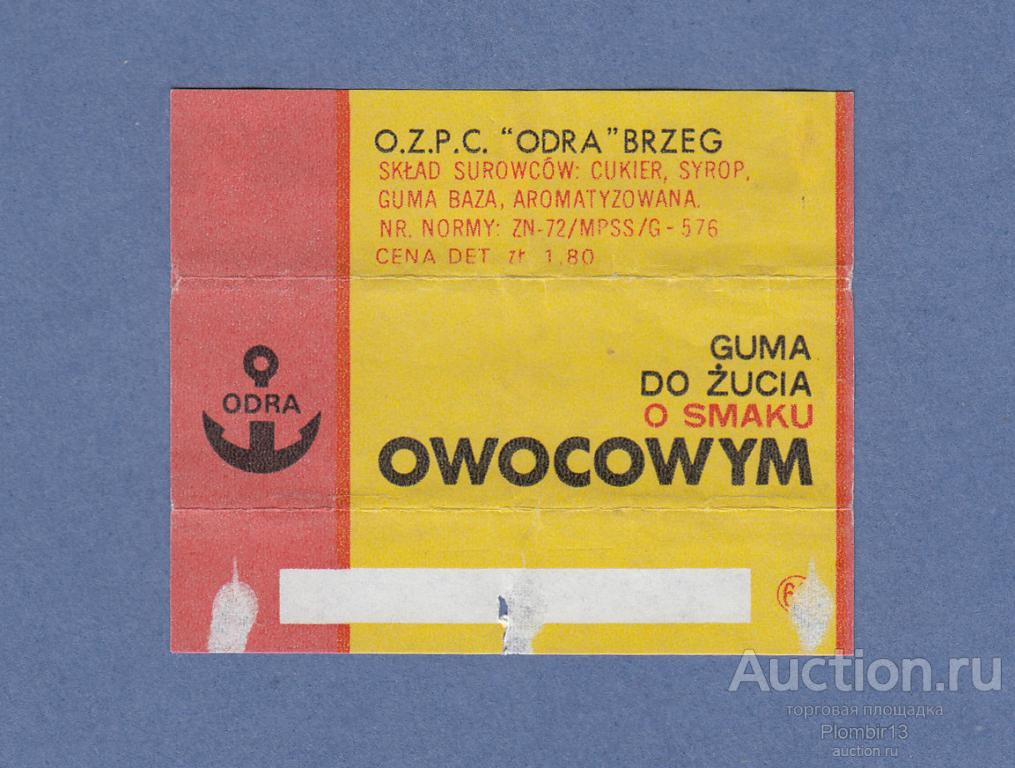 O.Z.P.C. "ODRA" BRZEG
SKŁAD SUROWCÓW: CUKIER, SYROP,
GUMA BAZA, AROMATYZOWANA.
NR. NORMY: ZN-72/MPSS/G-576
CENA DET. zł 1,80
ODRA
GUMA
DO ŻUCIA
O SMAKU
OWOCOWYM
Auction.ru
торговая площадка
Plombir13
auction.ru